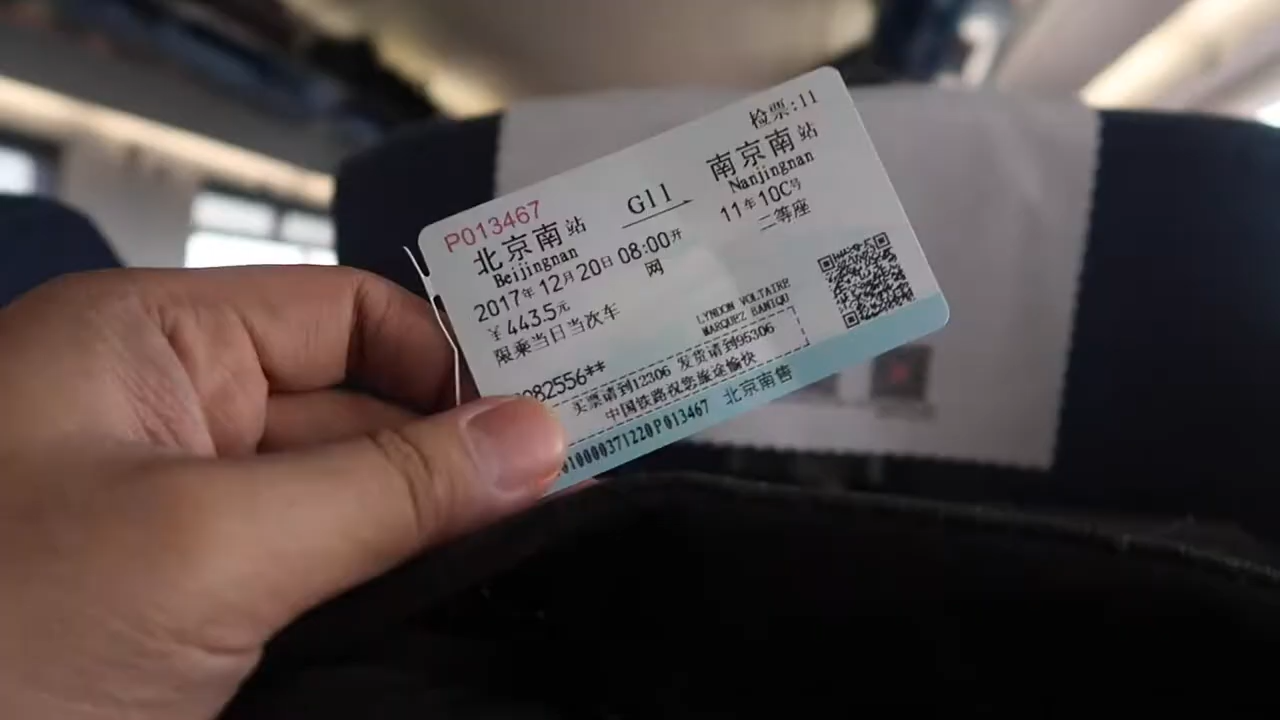 P013467
检票:11
北京南站
G11
南京南站
Beijingnan
Nanjingnan
2017年12月20日08:00开
11车10C号
¥443.5元
网
二等座
限乘当日当次车
082556**
LYNDON VOLTAIRE
MARQUEZ BANIQU
买票请到12306 发货请到95306
中国铁路祝您旅途愉快
010000371220P013467 北京南售